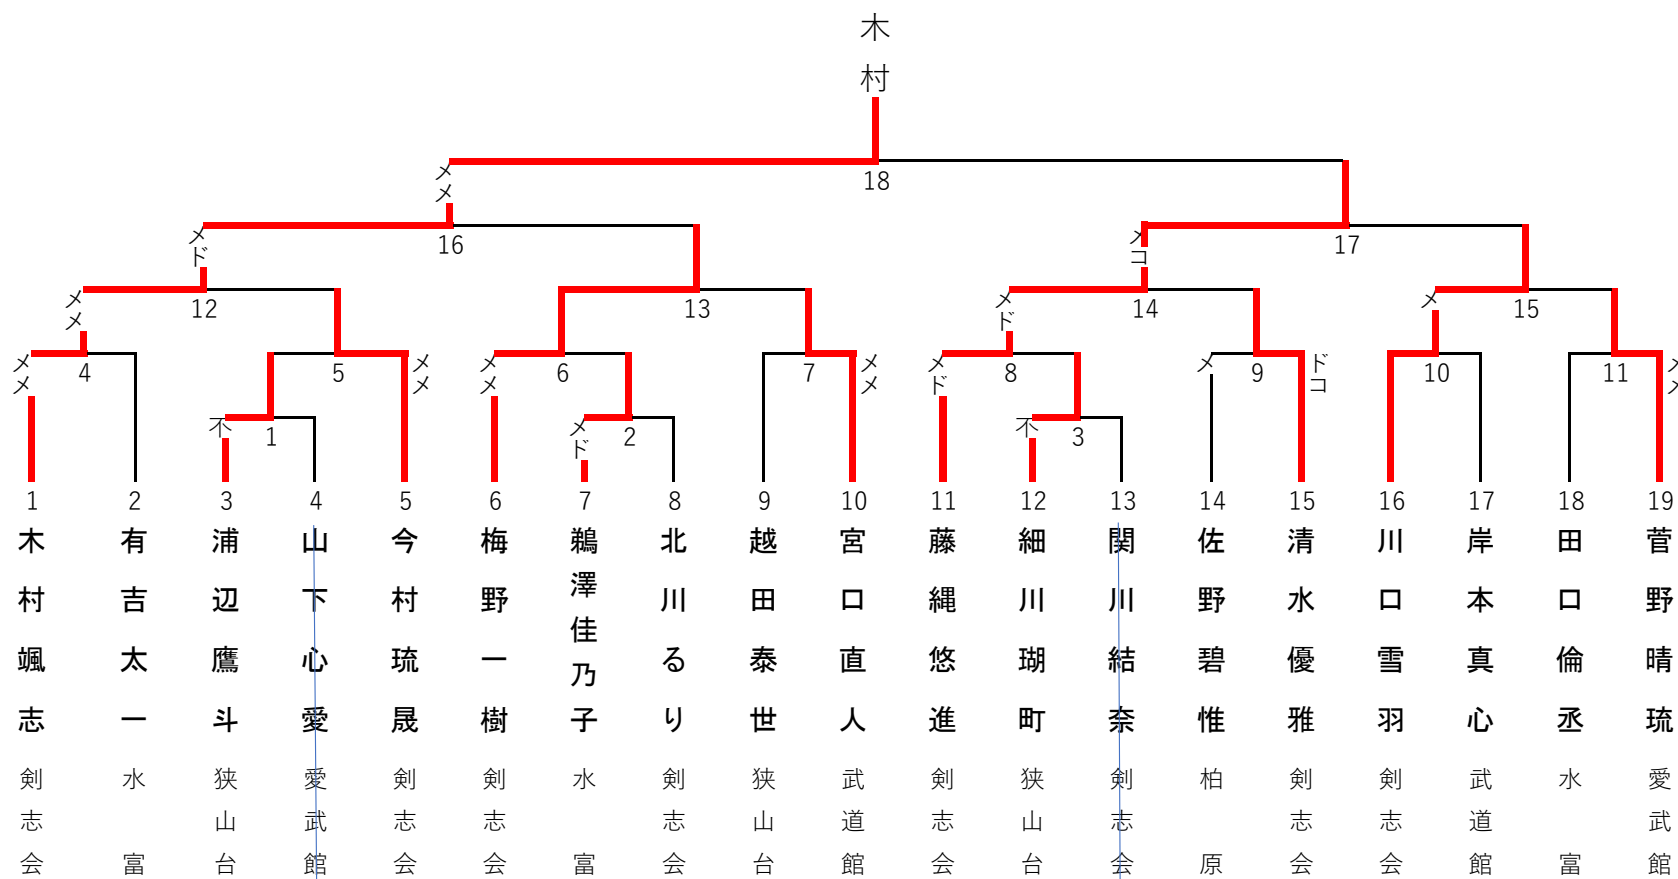 木村
18
メメ
16
17
メド
メコ
12
13
14
15
メメ
メド
メ
4
5
6
7
8
9
10
11
メメ
メメ
メメ
メメ
メド
メ
ドコ
メメ
1
2
3
不
メド
不
1 木村颯志 剣志会
2 有吉太一 水富
3 浦辺鷹斗 狭山台
4 山下心愛 愛武館
5 今村琉晟 剣志会
6 梅野一樹 剣志会
7 鵜澤佳乃子 水富
8 北川るり 剣志会
9 越田泰世 狭山台
10 宮口直人 武道館
11 藤縄悠進 剣志会
12 細川瑚町 狭山台
13 関川結奈 剣志会
14 佐野碧惟 柏原
15 清水優雅 剣志会
16 川口雪羽 剣志会
17 岸本真心 武道館
18 田口倫丞 水富
19 菅野晴琉 愛武館